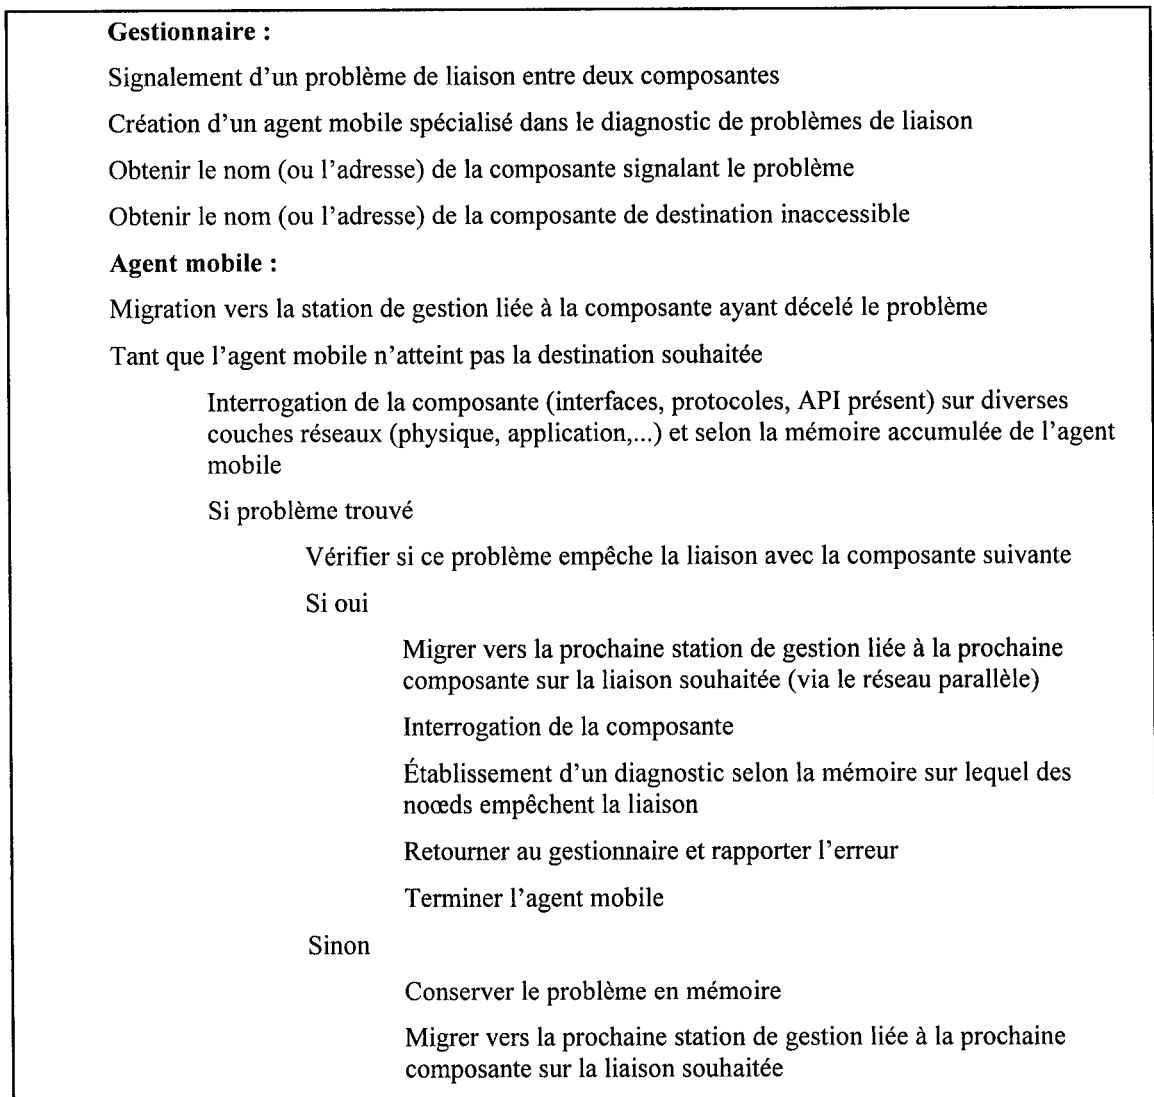 Gestionnaire :
Signalement d'un problème de liaison entre deux composantes
Création d'un agent mobile spécialisé dans le diagnostic de problèmes de liaison
Obtenir le nom (ou l'adresse) de la composante signalant le problème
Obtenir le nom (ou l'adresse) de la composante de destination inaccessible
Agent mobile :
Migration vers la station de gestion liée à la composante ayant décelé le problème
Tant que l'agent mobile n'atteint pas la destination souhaitée
Interrogation de la composante (interfaces, protocoles, API présent) sur diverses
couches réseaux (physique, application,...) et selon la mémoire accumulée de l'agent
mobile
Si problème trouvé
Vérifier si ce problème empêche la liaison avec la composante suivante
Si oui
Migrer vers la prochaine station de gestion liée à la prochaine
composante sur la liaison souhaitée (via le réseau parallèle)
Interrogation de la composante
Établissement d'un diagnostic selon la mémoire sur lequel des
noœds empêchent la liaison
Retourner au gestionnaire et rapporter l'erreur
Terminer l'agent mobile
Sinon
Conserver le problème en mémoire
Migrer vers la prochaine station de gestion liée à la prochaine
composante sur la liaison souhaitée